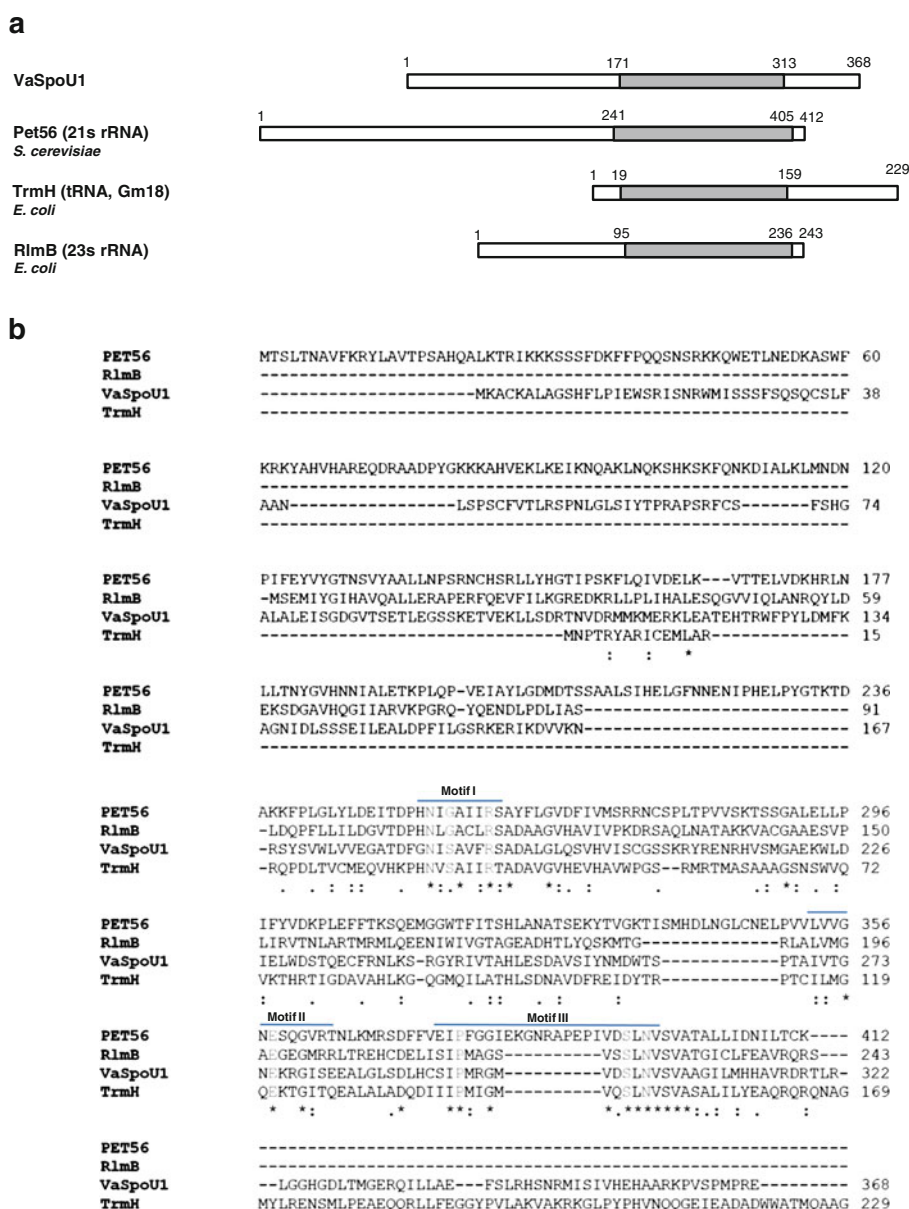 a
1 171 313 368
VaSpoU1
1 241 405 412
Pet56 (21s rRNA)
S. cerevisiae
1 19 159 229
TrmH (tRNA, Gm18)
E. coli
1 95 236 243
RlmB (23s rRNA)
E. coli
b
PET56 MTSLTNAVFKRYLAVTPSAHQALKTRIKKKSSSFDKFFPQQSNSRKKQWETLNEDKASWF 60
RlmB ------------------------------------------------------------
VaSpoU1 ----------------------MKACKALAGSHFLPIEWSRISNRWMISSSFSQSQCSLF 38
TrmH ------------------------------------------------------------
PET56 KRKYAHVHAREQDRAADPYGKKKAHVEKLKEIKNQAKLNQKSHKSKFQNKDIALKLMNDN 120
RlmB ------------------------------------------------------------
VaSpoU1 AAN-----------------LSPSCFVTLRSPNLGLSIYTPRAPSRFCS-------FSHG 74
TrmH ------------------------------------------------------------
PET56 PIFEYVYGTNSVYAALLNPSRNCHSRLLYHGTIPSKFLQIVDELK---VTTELVDKHRLN 177
RlmB -MSEMIYGIHAVQALLERAPERFQEVFILKGREDKRLLPLIHALESQGVVIQLANRQYLD 59
VaSpoU1 ALALEISGDGVTSETLEGSSKETVEKLLSDRTNVDRMMKMERKLEATEHTRWFPYLDMFK 134
TrmH -------------------------------MNPTRYARICEMLAR-------------- 15
: : *
PET56 LLTNYGVHNNIALETKPLQP-VEIAYLGDMDTSSAALSIHELGFNNENIPHELPYGTKTD 236
RlmB EKSDGAVHQGIIARVKPGRQ-YQENDLPDLIAS--------------------------- 91
VaSpoU1 AGNIDLSSSEILEALDPFILGSRKERIKDVVKN--------------------------- 167
TrmH ------------------------------------------------------------
Motif I
PET56 AKKFPLGLYLDEITDPHNIGAIIRSAYFLGVDFIVMSRRNCSPLTPVVSKTSSGALELLP 296
RlmB -LDQPFLLILDGVTDPHNLGACLRSADAAGVHAVIVPKDRSAQLNATAKKVACGAAESVP 150
VaSpoU1 -RSYSVWLVVEGATDFGNISAVFRSADALGLQSVHVISCGSSKRYRENRHVSMGAEKWLD 226
TrmH -RQPDLTVCMEQVHKPHNVSAIIRTADAVGVHEVHAVWPGS--RMRTMASAAAGSNSWVQ 72
. . : :: . *:.* *:** *: : . .: *. . :
PET56 IFYVDKPLEFFTKSQEMGGWTFITSHLANATSEKYTVGKTISMHDLNGLCNELPVVLVVG 356
RlmB LIRVTNLARTMRMLQEENIWIVGTAGEADHTLYQSKMTG--------------RLALVMG 196
VaSpoU1 IELWDSTQECFRNLKS-RGYRIVTAHLESDAVSIYNMDWTS------------PTAIVTG 273
TrmH VKTHRTIGDAVAHLKG-QGMQILATHLSDNAVDFREIDYTR------------PTCILMG 119
: . . : . :: . : : :: *
Motif II Motif III
PET56 NESQGVRTNLKMRSDFFVEIPFGGIEKGNRAPEPIVDSLNVSVATALLIDNILTCK---- 412
RlmB AEGEGMRRLTREHCDELISIPMAGS----------VSSLNVSVATGICLFEAVRQRS--- 243
VaSpoU1 NEKRGISEEALGLSDLHCSIPMRGM----------VDSLNVSVAAGILMHHAVRDRTLR- 322
TrmH QEKTGITQEALALADQDIIIPMIGM----------VQSLNVSVASALILYEAQRQRQNAG 169
* *: .* ** * *.*******:.: : . :
PET56 ------------------------------------------------------------
RlmB ------------------------------------------------------------
VaSpoU1 --LGGHGDLTMGERQILLAE---FSLRHSNRMISIVHEHAARKPVSPMPRE--------- 368
TrmH MYLRENSMLPEAEQQRLLFEGGYPVLAKVAKRKGLPYPHVNQQGEIEADADWWATMQAAG 229